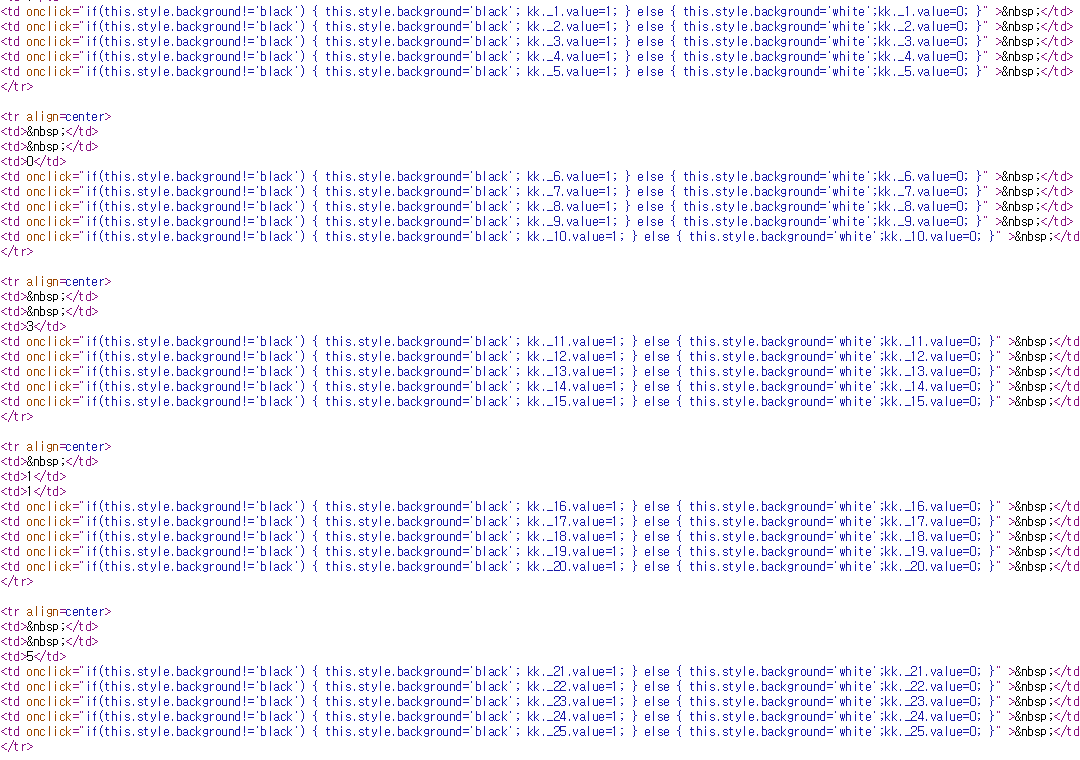 <td onclick="if(this.style.background!='black') { this.style.background='black'; kk._1.value=1; } else { this.style.background='white';kk._1.value=0; }" >&nbsp;</td>
<td onclick="if(this.style.background!='black') { this.style.background='black'; kk._2.value=1; } else { this.style.background='white';kk._2.value=0; }" >&nbsp;</td>
<td onclick="if(this.style.background!='black') { this.style.background='black'; kk._3.value=1; } else { this.style.background='white';kk._3.value=0; }" >&nbsp;</td>
<td onclick="if(this.style.background!='black') { this.style.background='black'; kk._4.value=1; } else { this.style.background='white';kk._4.value=0; }" >&nbsp;</td>
<td onclick="if(this.style.background!='black') { this.style.background='black'; kk._5.value=1; } else { this.style.background='white';kk._5.value=0; }" >&nbsp;</td>
</tr>
<tr align=center>
<td>&nbsp;</td>
<td>&nbsp;</td>
<td>0</td>
<td onclick="if(this.style.background!='black') { this.style.background='black'; kk._6.value=1; } else { this.style.background='white';kk._6.value=0; }" >&nbsp;</td>
<td onclick="if(this.style.background!='black') { this.style.background='black'; kk._7.value=1; } else { this.style.background='white';kk._7.value=0; }" >&nbsp;</td>
<td onclick="if(this.style.background!='black') { this.style.background='black'; kk._8.value=1; } else { this.style.background='white';kk._8.value=0; }" >&nbsp;</td>
<td onclick="if(this.style.background!='black') { this.style.background='black'; kk._9.value=1; } else { this.style.background='white';kk._9.value=0; }" >&nbsp;</td>
<td onclick="if(this.style.background!='black') { this.style.background='black'; kk._10.value=1; } else { this.style.background='white';kk._10.value=0; }" >&nbsp;</td
</tr>
<tr align=center>
<td>&nbsp;</td>
<td>&nbsp;</td>
<td>3</td>
<td onclick="if(this.style.background!='black') { this.style.background='black'; kk._11.value=1; } else { this.style.background='white';kk._11.value=0; }" >&nbsp;</td
<td onclick="if(this.style.background!='black') { this.style.background='black'; kk._12.value=1; } else { this.style.background='white';kk._12.value=0; }" >&nbsp;</td
<td onclick="if(this.style.background!='black') { this.style.background='black'; kk._13.value=1; } else { this.style.background='white';kk._13.value=0; }" >&nbsp;</td
<td onclick="if(this.style.background!='black') { this.style.background='black'; kk._14.value=1; } else { this.style.background='white';kk._14.value=0; }" >&nbsp;</td
<td onclick="if(this.style.background!='black') { this.style.background='black'; kk._15.value=1; } else { this.style.background='white';kk._15.value=0; }" >&nbsp;</td
</tr>
<tr align=center>
<td>&nbsp;</td>
<td>1</td>
<td>1</td>
<td onclick="if(this.style.background!='black') { this.style.background='black'; kk._16.value=1; } else { this.style.background='white';kk._16.value=0; }" >&nbsp;</td
<td onclick="if(this.style.background!='black') { this.style.background='black'; kk._17.value=1; } else { this.style.background='white';kk._17.value=0; }" >&nbsp;</td
<td onclick="if(this.style.background!='black') { this.style.background='black'; kk._18.value=1; } else { this.style.background='white';kk._18.value=0; }" >&nbsp;</td
<td onclick="if(this.style.background!='black') { this.style.background='black'; kk._19.value=1; } else { this.style.background='white';kk._19.value=0; }" >&nbsp;</td
<td onclick="if(this.style.background!='black') { this.style.background='black'; kk._20.value=1; } else { this.style.background='white';kk._20.value=0; }" >&nbsp;</td
</tr>
<tr align=center>
<td>&nbsp;</td>
<td>&nbsp;</td>
<td>5</td>
<td onclick="if(this.style.background!='black') { this.style.background='black'; kk._21.value=1; } else { this.style.background='white';kk._21.value=0; }" >&nbsp;</td
<td onclick="if(this.style.background!='black') { this.style.background='black'; kk._22.value=1; } else { this.style.background='white';kk._22.value=0; }" >&nbsp;</td
<td onclick="if(this.style.background!='black') { this.style.background='black'; kk._23.value=1; } else { this.style.background='white';kk._23.value=0; }" >&nbsp;</td
<td onclick="if(this.style.background!='black') { this.style.background='black'; kk._24.value=1; } else { this.style.background='white';kk._24.value=0; }" >&nbsp;</td
<td onclick="if(this.style.background!='black') { this.style.background='black'; kk._25.value=1; } else { this.style.background='white';kk._25.value=0; }" >&nbsp;</td
</tr>